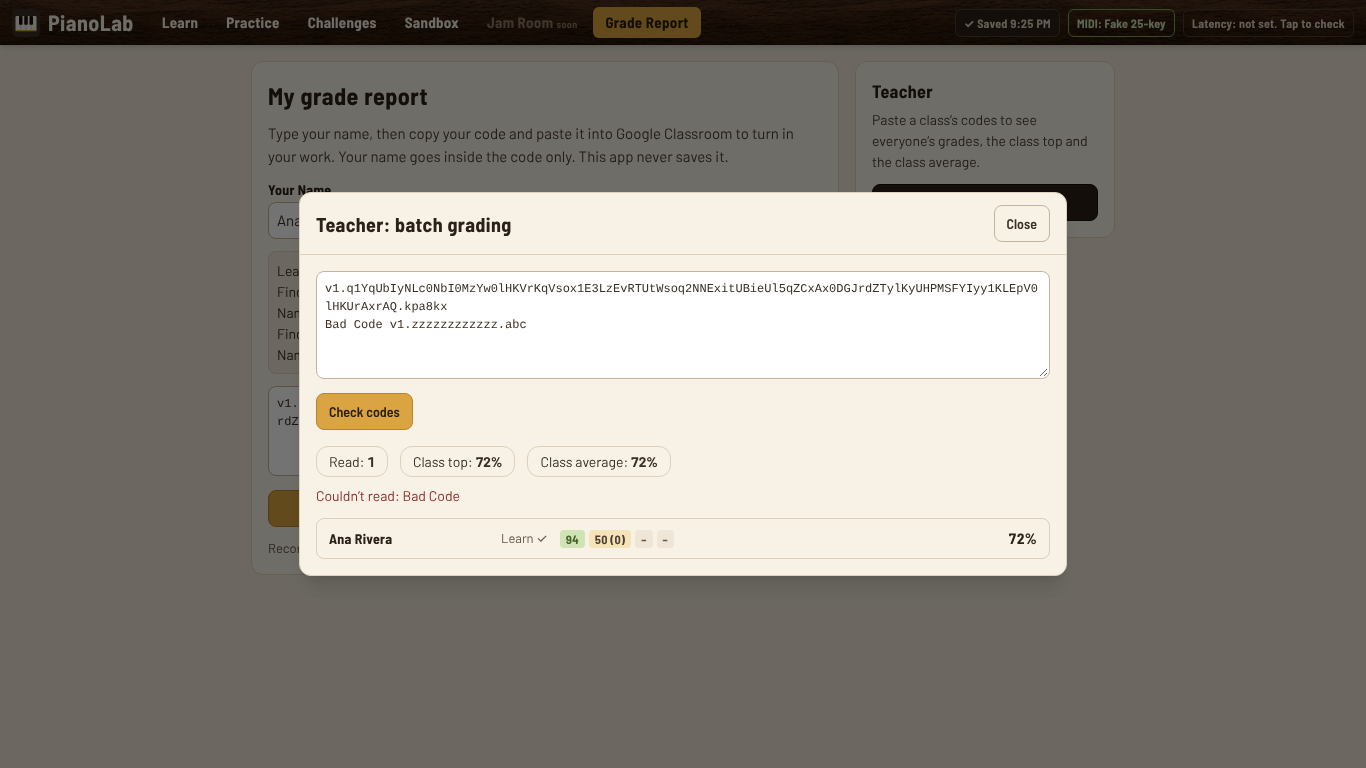 PianoLab
Learn
Practice
Challenges
Sandbox
Jam Room soon
Grade Report
✓ Saved 9:25 PM
MIDI: Fake 25-key
Latency: not set. Tap to check
My grade report
Type your name, then copy your code and paste it into Google Classroom to turn in
your work. Your name goes inside the code only. This app never saves it.
Your Name
Teacher
Paste a class's codes to see
everyone's grades, the class top and
the class average.
Teacher: batch grading
Close
v1.q1YqUbIyNLc0NbI0MzYw0lHKVrKqVsox1E3LzEvRTUtWsoq2NNExitUBieUl5qZCxAx0DGJrdZTylKyUHPMSFYIyy1KLEpV0
lHKUrAxrAQ.kpa8kx
Bad Code v1.zzzzzzzzzzzz.abc
Check codes
Read: 1
Class top: 72%
Class average: 72%
Couldn't read: Bad Code
Ana Rivera
Learn ✓
94
50 (0)
–
–
72%